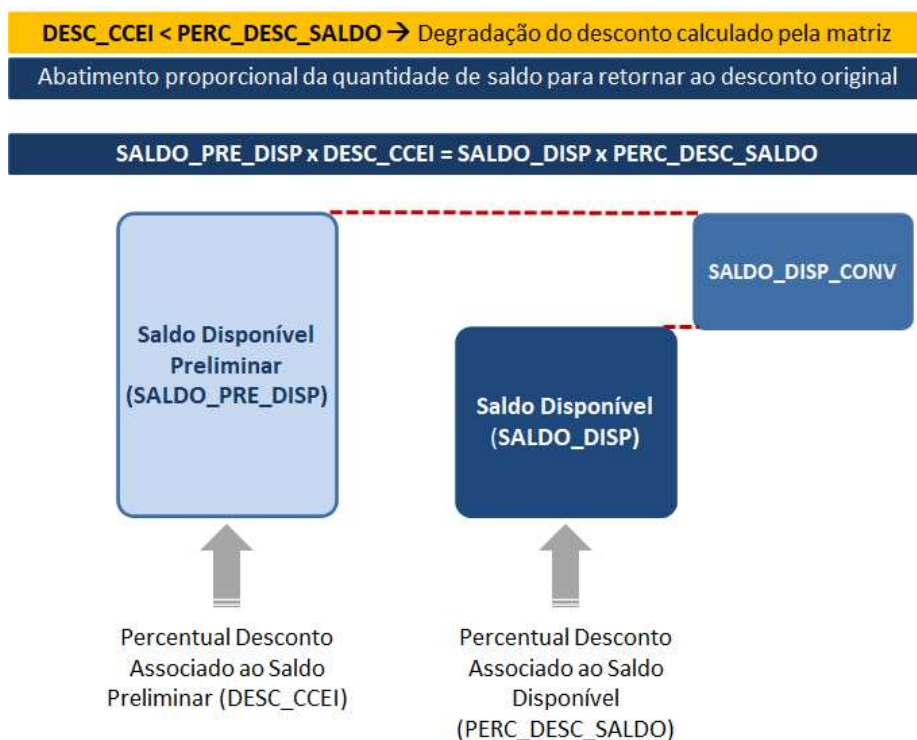 DESC_CCEI < PERC_DESC_SALDO → Degradação do desconto calculado pela matriz
Abatimento proporcional da quantidade de saldo para retornar ao desconto original
SALDO_PRE_DISP x DESC_CCEI = SALDO_DISP x PERC_DESC_SALDO
SALDO_DISP_CONV
Saldo Disponível
Preliminar
(SALDO_PRE_DISP)
Saldo Disponível
(SALDO_DISP)
Percentual Desconto
Associado ao Saldo
Preliminar (DESC_CCEI)
Percentual Desconto
Associado ao Saldo
Disponível
(PERC_DESC_SALDO)